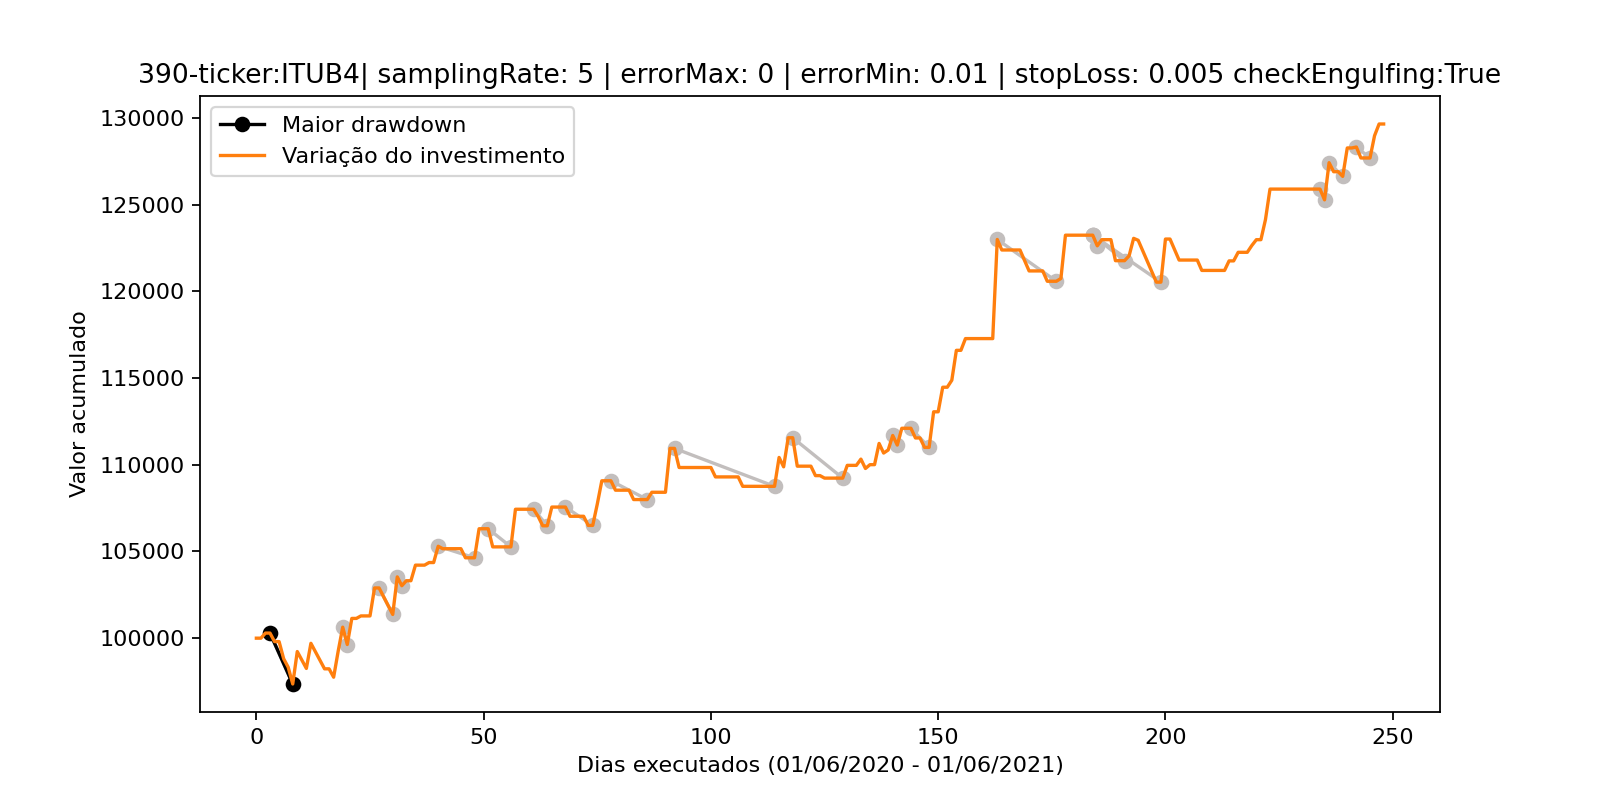 390-ticker:ITUB4| samplingRate: 5 | errorMax: 0 | errorMin: 0.01 | stopLoss: 0.005 checkEngulfing:True
Maior drawdown
Variação do investimento
130000
125000
120000
115000
110000
105000
100000
Valor acumulado
0 50 100 150 200 250
Dias executados (01/06/2020 - 01/06/2021)